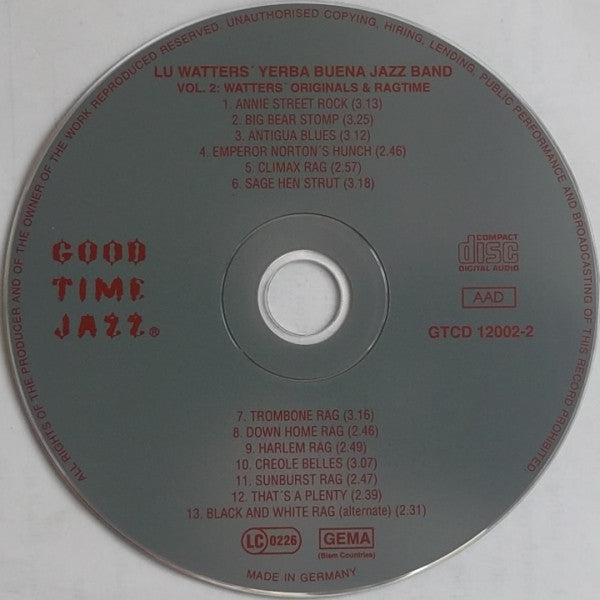 ALL RIGHTS OF THE PRODUCER AND OF THE OWNER OF THE WORK REPRODUCED RESERVED. UNAUTHORISED COPYING, HIRING, LENDING, PUBLIC PERFORMANCE AND BROADCASTING OF THIS RECORD PROHIBITED.
LU WATTERS´ YERBA BUENA JAZZ BAND
VOL. 2: WATTERS´ ORIGINALS & RAGTIME
1. ANNIE STREET ROCK (3.13)
2. BIG BEAR STOMP (3.25)
3. ANTIGUA BLUES (3.12)
4. EMPEROR NORTON´S HUNCH (2.46)
5. CLIMAX RAG (2.57)
6. SAGE HEN STRUT (3.18)
GOOD
TIME
JAZZ®
COMPACT
disc
DIGITAL AUDIO
AAD
GTCD 12002-2
7. TROMBONE RAG (3.16)
8. DOWN HOME RAG (2.46)
9. HARLEM RAG (2.49)
10. CREOLE BELLES (3.07)
11. SUNBURST RAG (2.47)
12. THAT´S A PLENTY (2.39)
13. BLACK AND WHITE RAG (alternate) (2.31)
LC 0226
GEMA
(Biem Countries)
MADE IN GERMANY